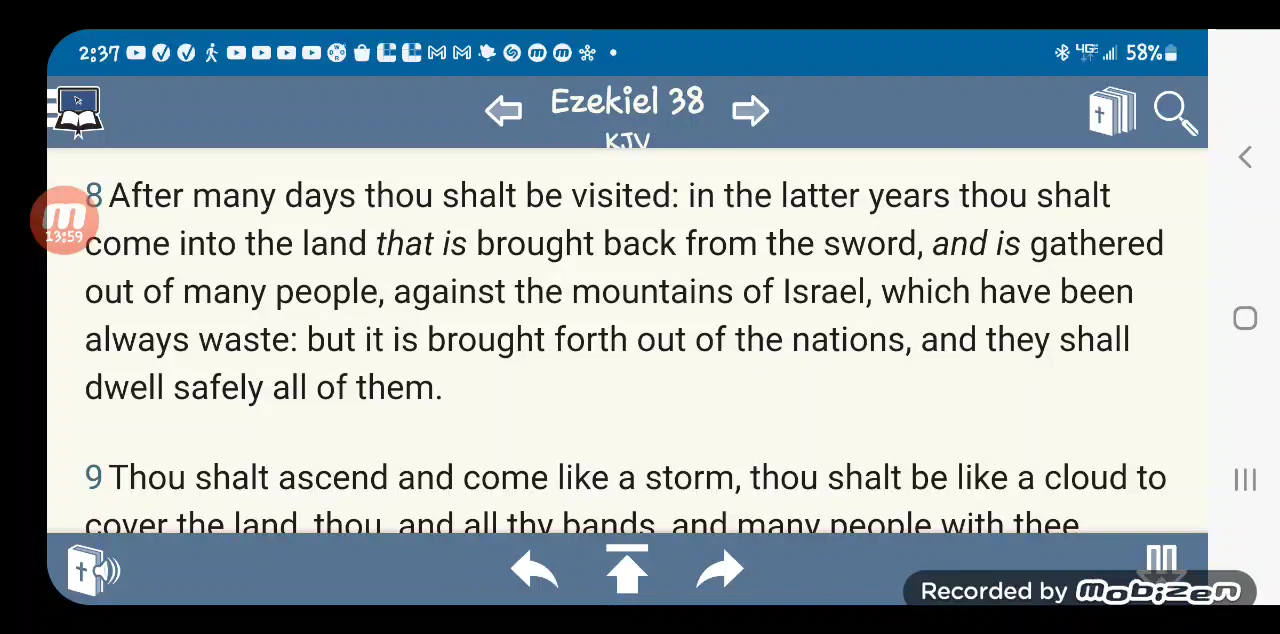 2:37 4GE 58%
Ezekiel 38
KJV
8 After many days thou shalt be visited: in the latter years thou shalt
13:59
come into the land that is brought back from the sword, and is gathered
out of many people, against the mountains of Israel, which have been
always waste: but it is brought forth out of the nations, and they shall
dwell safely all of them.
9 Thou shalt ascend and come like a storm, thou shalt be like a cloud to
cover the land, thou, and all thy bands, and many people with thee
Recorded by mobizen